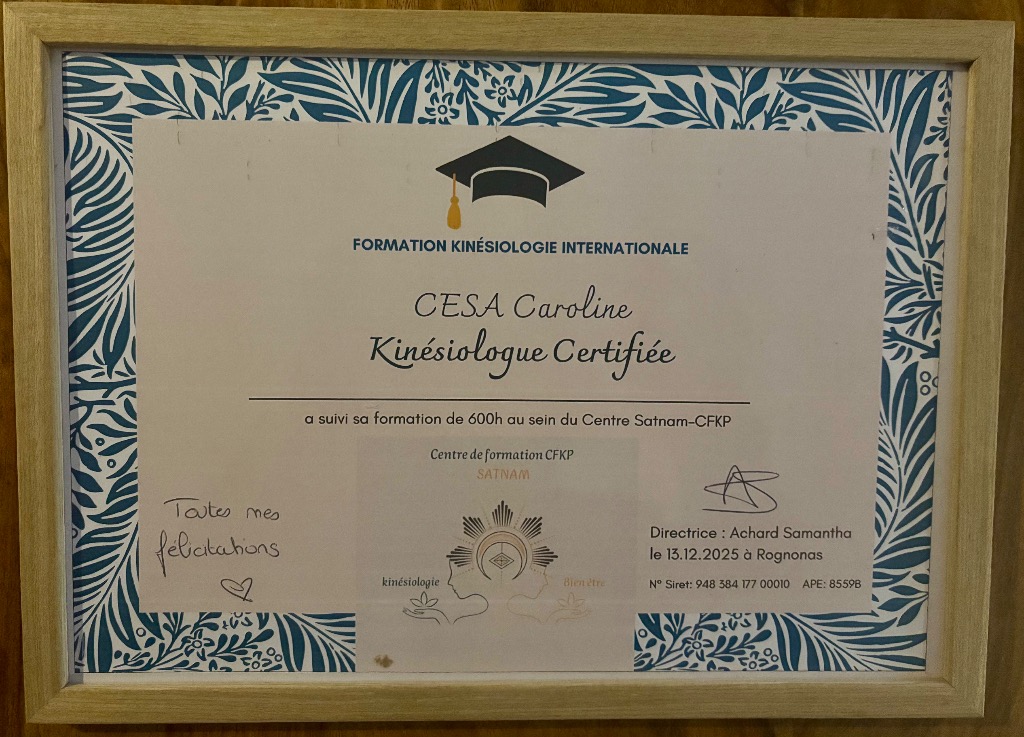 FORMATION KINÉSIOLOGIE INTERNATIONALE
CESA Caroline
Kinésiologue Certifiée
a suivi sa formation de 600h au sein du Centre Satnam-CFKP
Centre de formation CFKP
SATNAM
kinésiologie
Bien être
Toutes mes
félicitations
Directrice : Achard Samantha
le 13.12.2025 à Rognonas
N° Siret: 948 384 177 00010 APE: 8559B